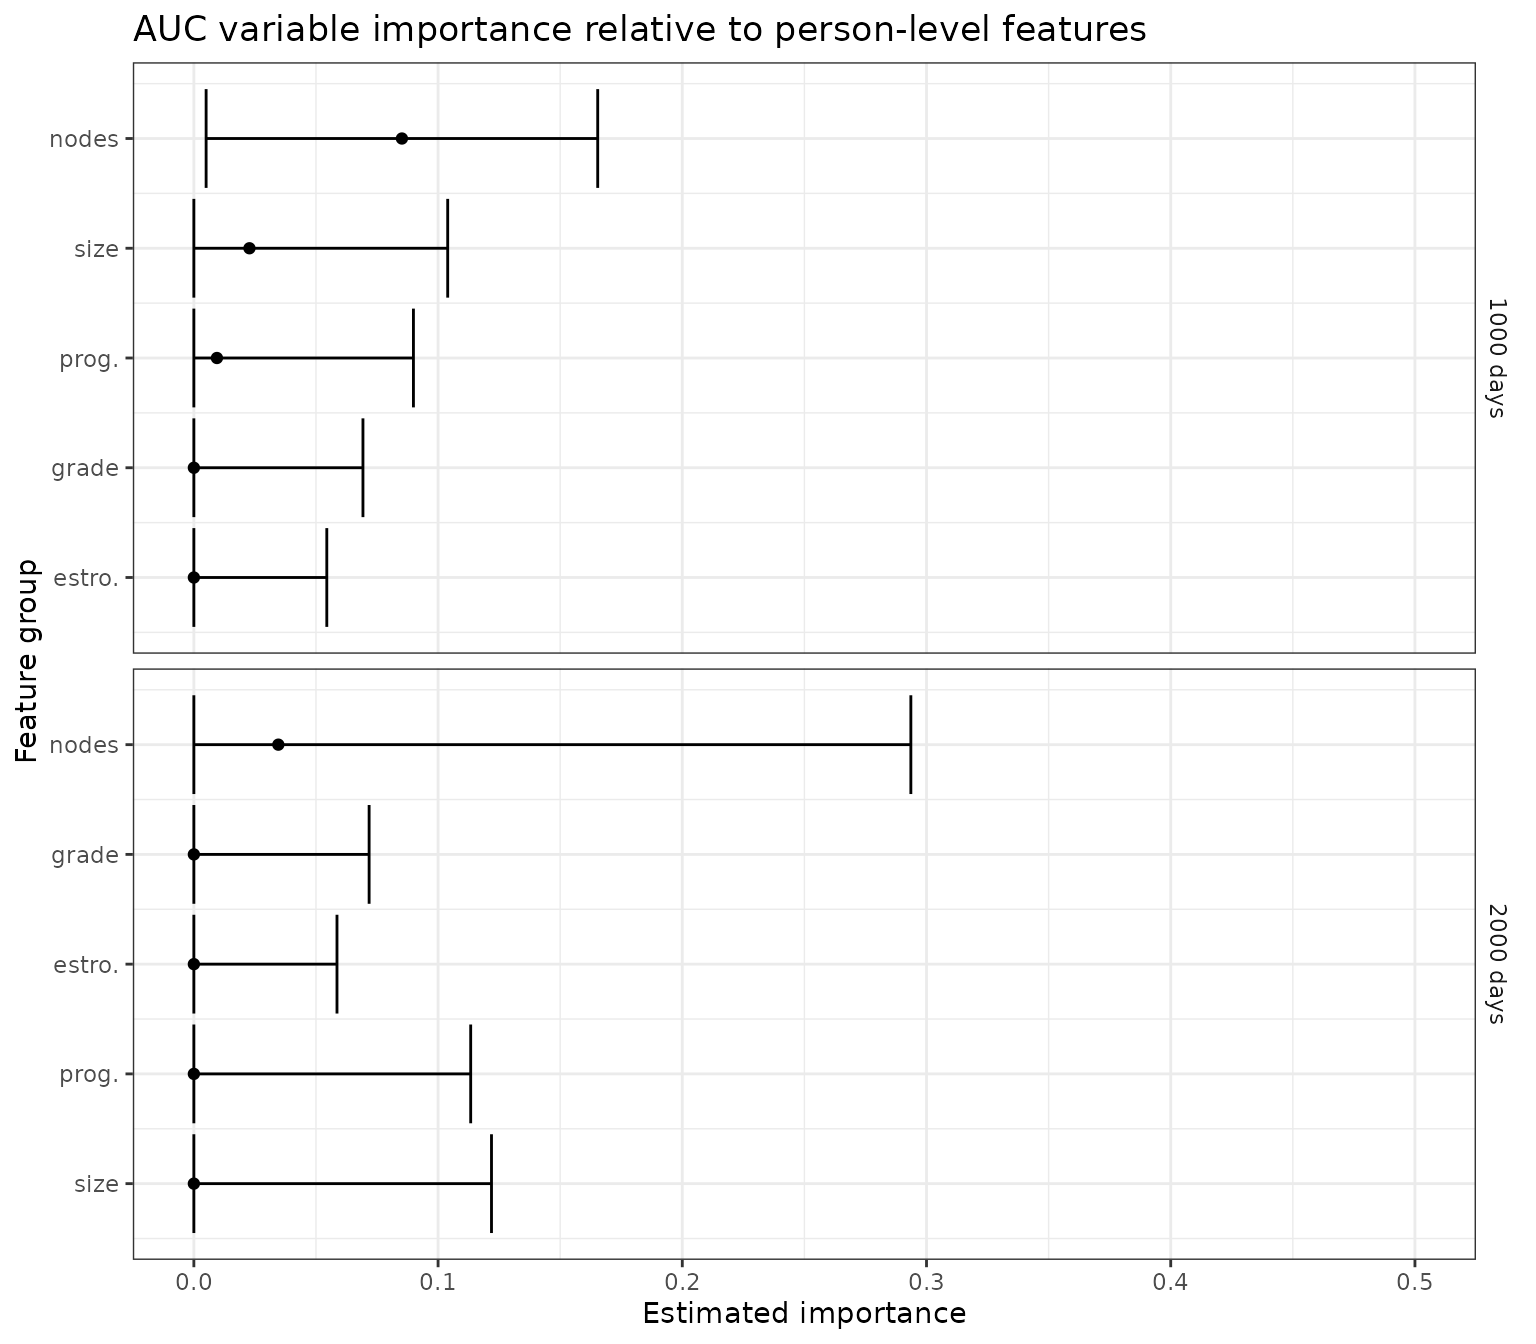 AUC variable importance relative to person-level features
Feature group
nodes
size
prog.
grade
estro.
1000 days
nodes
grade
estro.
prog.
size
2000 days
0.0 0.1 0.2 0.3 0.4 0.5
Estimated importance